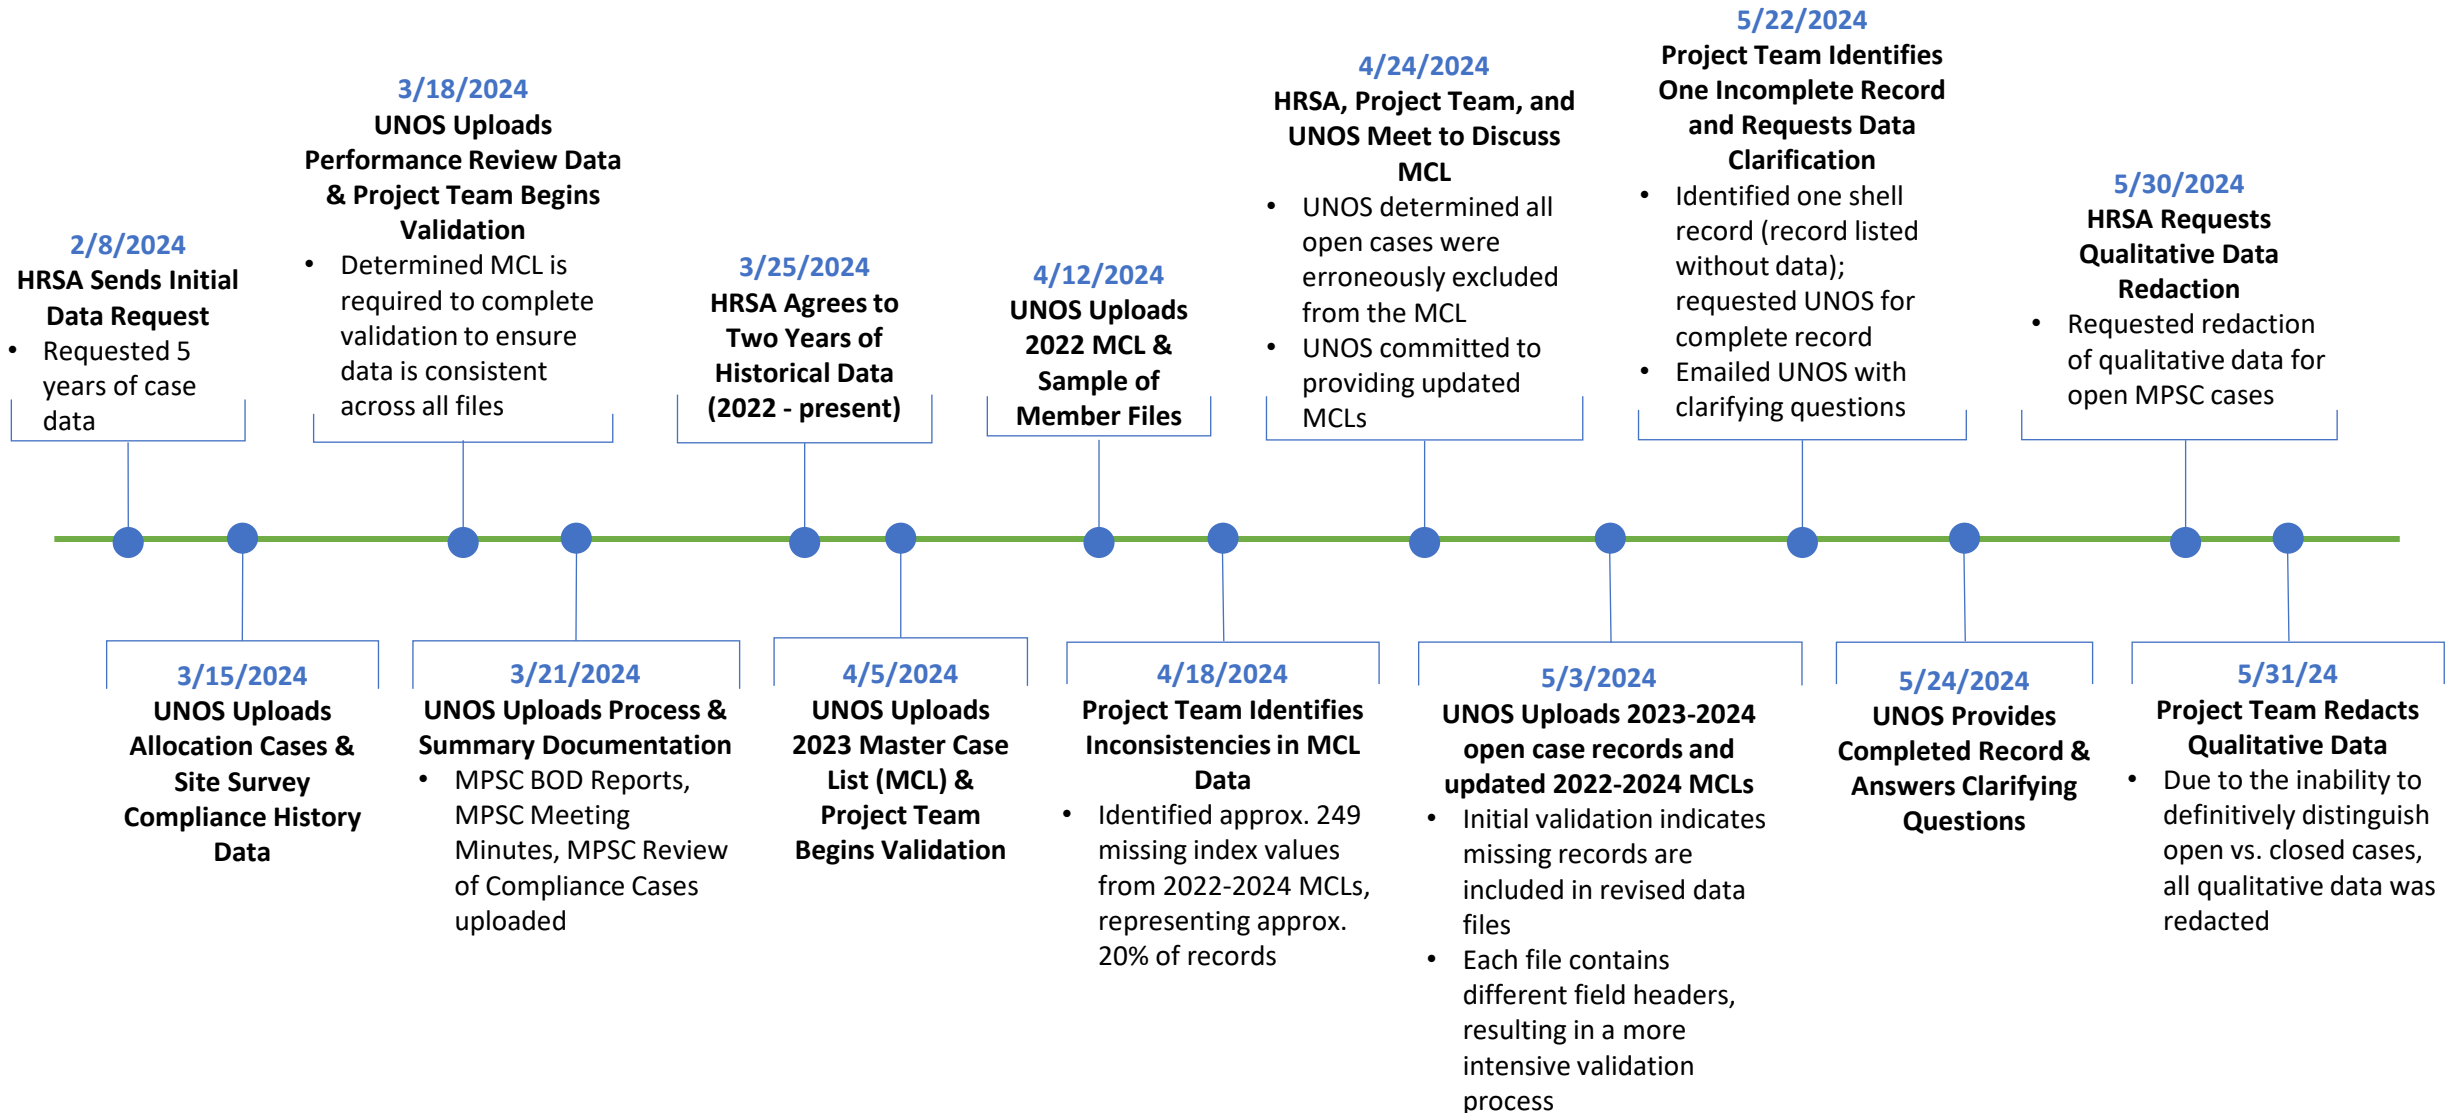 2/8/2024
HRSA Sends Initial
Data Request
• Requested 5
years of case
data
3/15/2024
UNOS Uploads
Allocation Cases &
Site Survey
Compliance History
Data
3/18/2024
UNOS Uploads
Performance Review Data
& Project Team Begins
Validation
• Determined MCL is
required to complete
validation to ensure
data is consistent
across all files
3/21/2024
UNOS Uploads Process &
Summary Documentation
• MPSC BOD Reports,
MPSC Meeting
Minutes, MPSC Review
of Compliance Cases
uploaded
3/25/2024
HRSA Agrees to
Two Years of
Historical Data
(2022 - present)
4/5/2024
UNOS Uploads
2023 Master Case
List (MCL) &
Project Team
Begins Validation
4/12/2024
UNOS Uploads
2022 MCL &
Sample of
Member Files
4/18/2024
Project Team Identifies
Inconsistencies in MCL
Data
• Identified approx. 249
missing index values
from 2022-2024 MCLs,
representing approx.
20% of records
4/24/2024
HRSA, Project Team, and
UNOS Meet to Discuss
MCL
• UNOS determined all
open cases were
erroneously excluded
from the MCL
• UNOS committed to
providing updated
MCLs
5/3/2024
UNOS Uploads 2023-2024
open case records and
updated 2022-2024 MCLs
• Initial validation indicates
missing records are
included in revised data
files
• Each file contains
different field headers,
resulting in a more
intensive validation
process
5/22/2024
Project Team Identifies
One Incomplete Record
and Requests Data
Clarification
• Identified one shell
record (record listed
without data);
requested UNOS for
complete record
• Emailed UNOS with
clarifying questions
5/24/2024
UNOS Provides
Completed Record &
Answers Clarifying
Questions
5/30/2024
HRSA Requests
Qualitative Data
Redaction
• Requested redaction
of qualitative data for
open MPSC cases
5/31/24
Project Team Redacts
Qualitative Data
• Due to the inability to
definitively distinguish
open vs. closed cases,
all qualitative data was
redacted